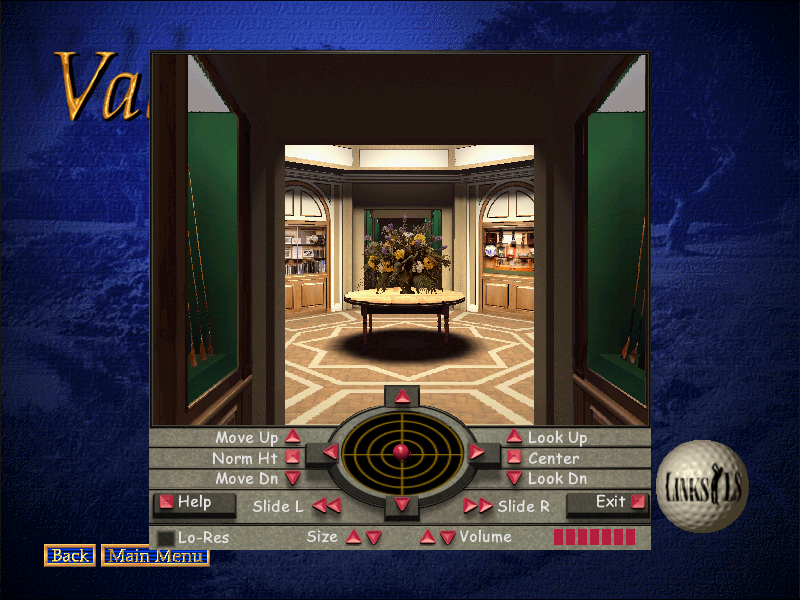 Va
Move Up
Look Up
Norm Ht
Center
Move Dn
Look Dn
Help
Slide L
Slide R
Exit
Lo-Res
Size
Volume
LINKS LS
Back
Main Menu